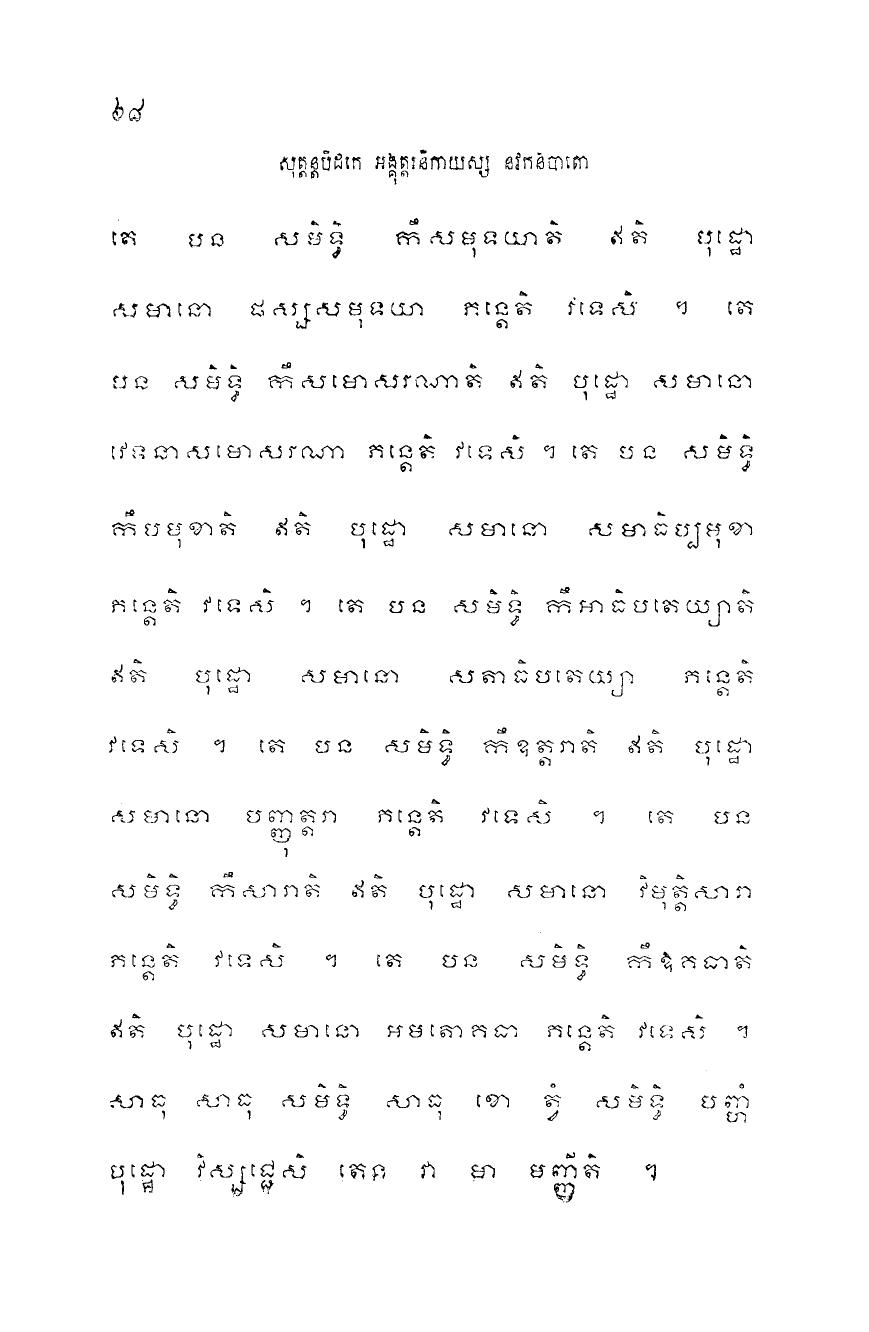 ៦៨
សុត្តន្តបិដកេ អង្គុត្តរនិកាយស្ស នវកនិបាតោ
តេ បន សមិទ្ធិ កឹសមុទយាតិ ឥតិ បុដ្ឋោ
សមានោ ផស្សសមុទយា ភន្តេតិ វទេសិ ។ តេ
បន សមិទ្ធិ កឹសមោសរណាតិ ឥតិ បុដ្ឋោ សមានោ
វេទនាសមោសរណា ភន្តេតិ វទេសិ ។ តេ បន សមិទ្ធិ
កឹបមុខាតិ ឥតិ បុដ្ឋោ សមានោ សមាធិប្បមុខា
ភន្តេតិ វទេសិ ។ តេ បន សមិទ្ធិ កឹអាធិបតេយ្យាតិ
ឥតិ បុដ្ឋោ សមានោ សតាធិបតេយ្យា ភន្តេតិ
វទេសិ ។ តេ បន សមិទ្ធិ កឹឧត្តរាតិ ឥតិ បុដ្ឋោ
សមានោ បញ្ញុត្តរា ភន្តេតិ វទេសិ ។ តេ បន
សមិទ្ធិ កឹសារាតិ ឥតិ បុដ្ឋោ សមានោ វិមុត្តិសារា
ភន្តេតិ វទេសិ ។ តេ បន សមិទ្ធិ កឹឱគធាតិ
ឥតិ បុដ្ឋោ សមានោ អមតោគធា ភន្តេតិ វទេសិ ។
សាធុ សាធុ សមិទ្ធិ សាធុ ខោ ត្វំ សមិទ្ធិ បញ្ហំ
បុដ្ឋោ វិស្សជ្ជេសិ តេន វា មា មញ្ញីតិ ។